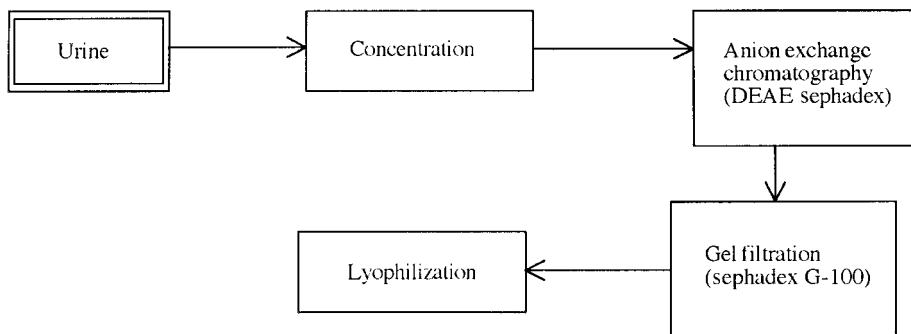 Urine
Concentration
Anion exchange
chromatography
(DEAE sephadex)
Gel filtration
(sephadex G-100)
Lyophilization